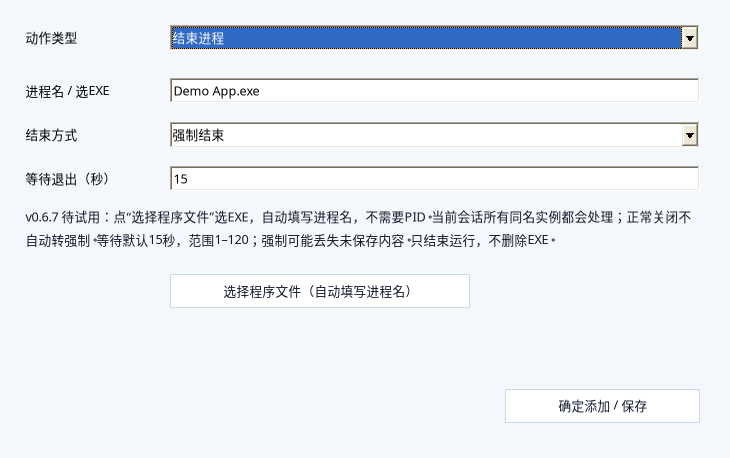 动作类型
结束进程
进程名 / 选EXE
Demo App.exe
结束方式
强制结束
等待退出（秒）
15
v0.6.7 待试用：点“选择程序文件”选EXE，自动填写进程名，不需要PID。当前会话所有同名实例都会处理；正常关闭不
自动转强制。等待默认15秒，范围1–120；强制可能丢失未保存内容。只结束运行，不删除EXE。
选择程序文件（自动填写进程名）
确定添加 / 保存